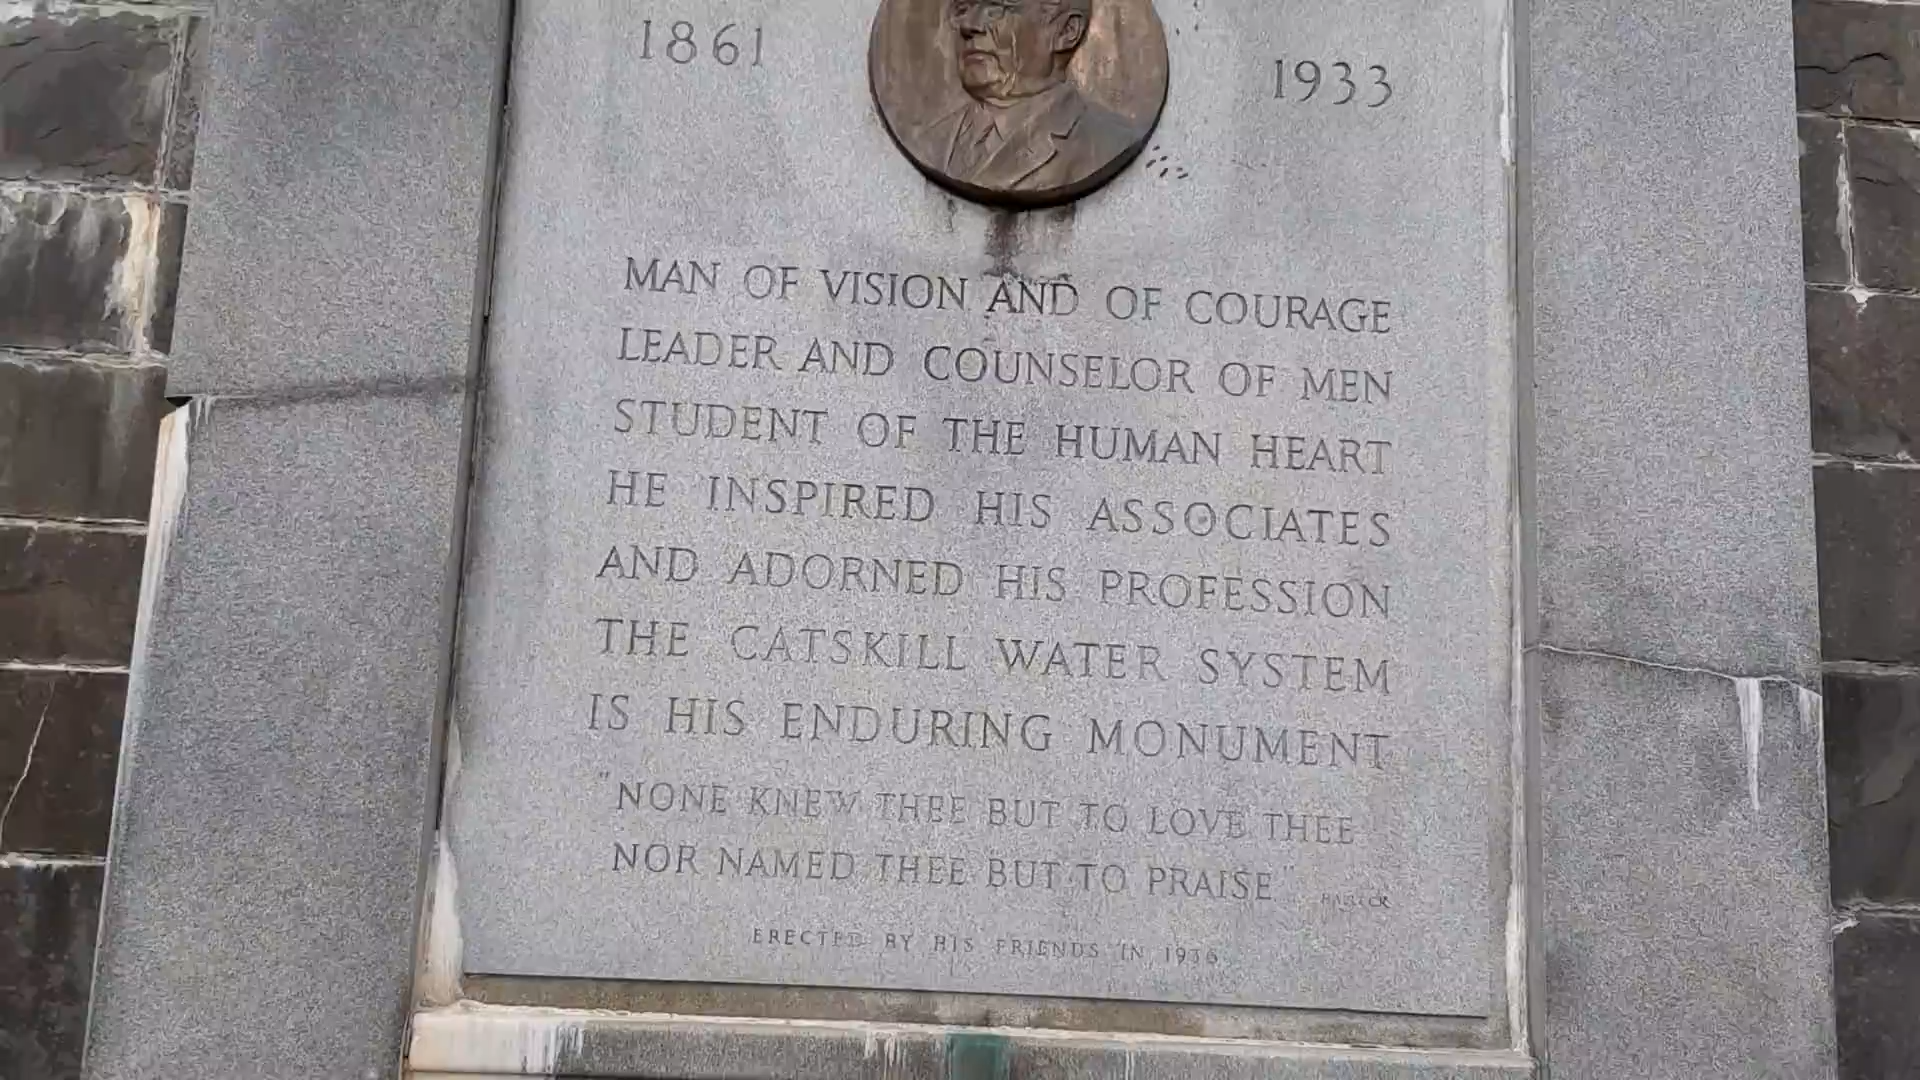 1861
1933
MAN OF VISION AND OF COURAGE
LEADER AND COUNSELOR OF MEN
STUDENT OF THE HUMAN HEART
HE INSPIRED HIS ASSOCIATES
AND ADORNED HIS PROFESSION
THE CATSKILL WATER SYSTEM
IS HIS ENDURING MONUMENT
"NONE KNEW THEE BUT TO LOVE THEE
NOR NAMED THEE BUT TO PRAISE"
ERECTED BY HIS FRIENDS IN